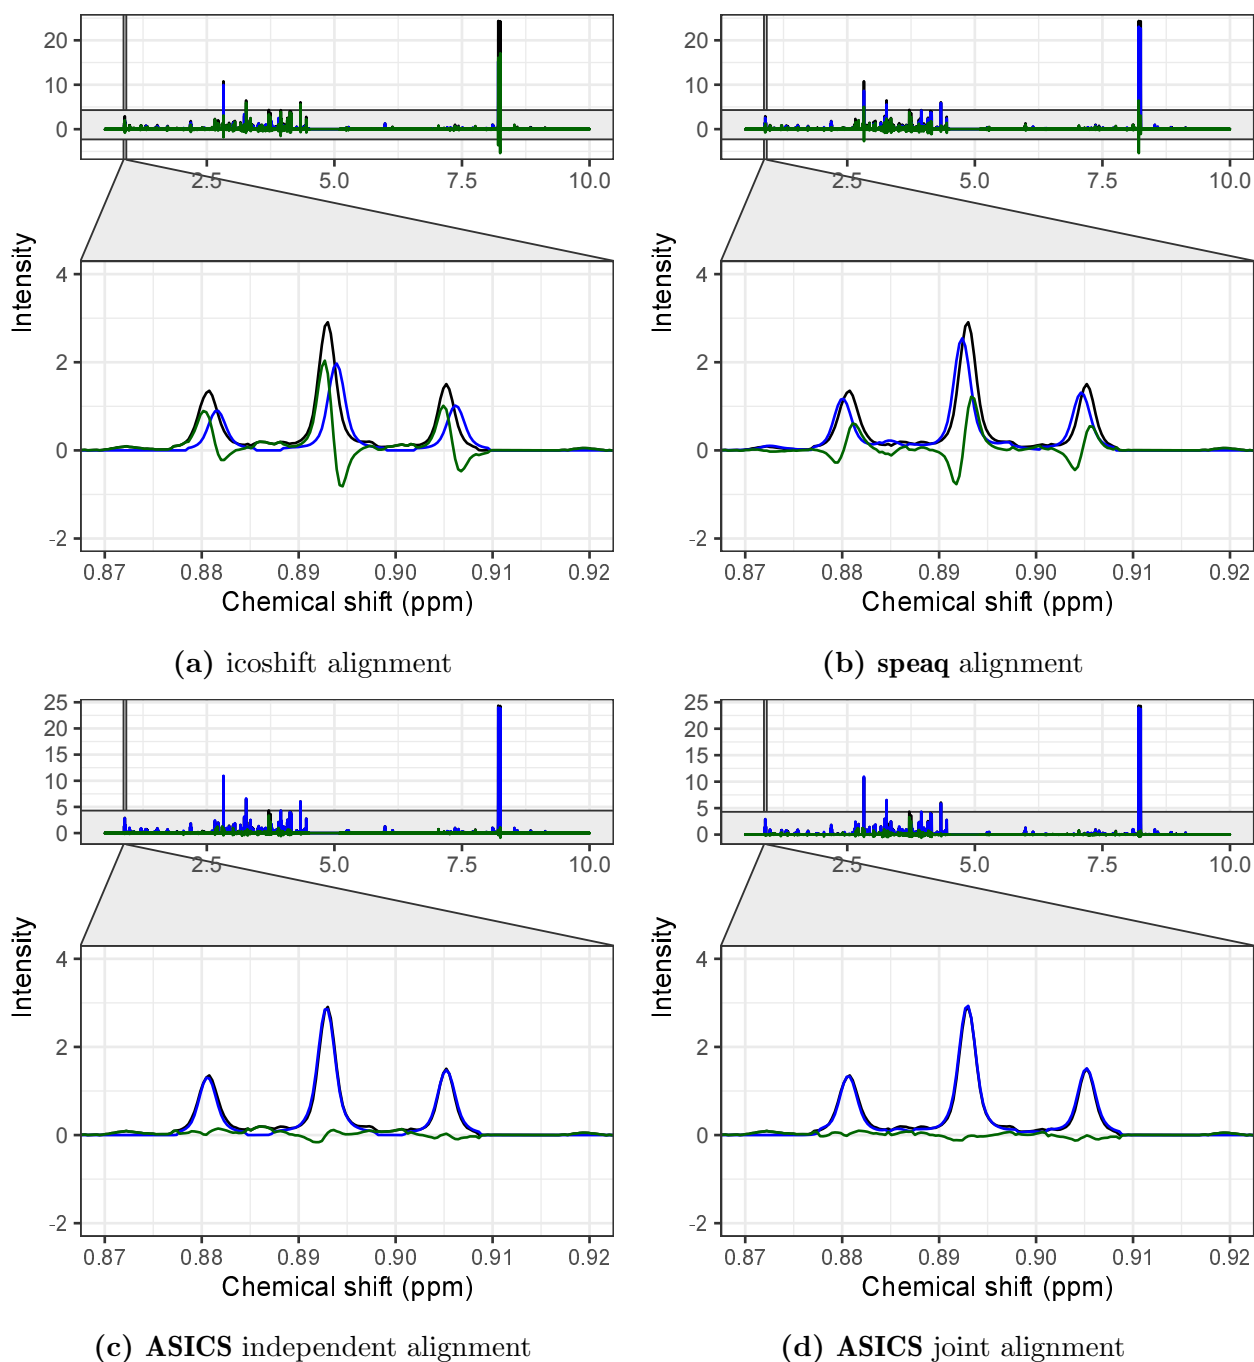 20
10
0
2.5 5.0 7.5 10.0
Intensity
4
2
0
-2
0.87 0.88 0.89 0.90 0.91 0.92
Chemical shift (ppm)
(a) icoshift alignment
20
10
0
2.5 5.0 7.5 10.0
Intensity
4
2
0
-2
0.87 0.88 0.89 0.90 0.91 0.92
Chemical shift (ppm)
(b) speaq alignment
25
20
15
10
5
0
2.5 5.0 7.5 10.0
Intensity
4
2
0
-2
0.87 0.88 0.89 0.90 0.91 0.92
Chemical shift (ppm)
(c) ASICS independent alignment
25
20
15
10
5
0
2.5 5.0 7.5 10.0
Intensity
4
2
0
-2
0.87 0.88 0.89 0.90 0.91 0.92
Chemical shift (ppm)
(d) ASICS joint alignment